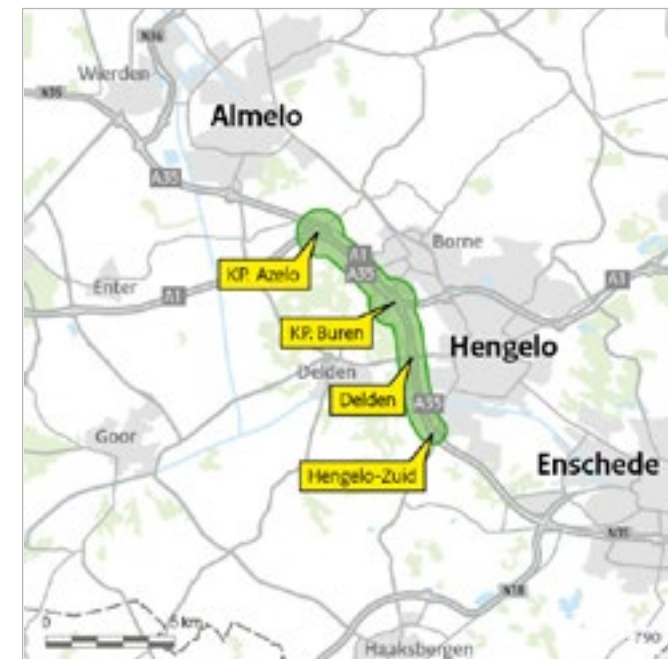 N36
Wierden
N35
Almelo
A35
A1
A35
Borne
KP. Azelo
A1
Enter
A1
KP. Buren
Hengelo
Delden
Delden
A35
Goor
Hengelo-Zuid
Enschede
N35
N18
0
5 km
Haaksbergen
790